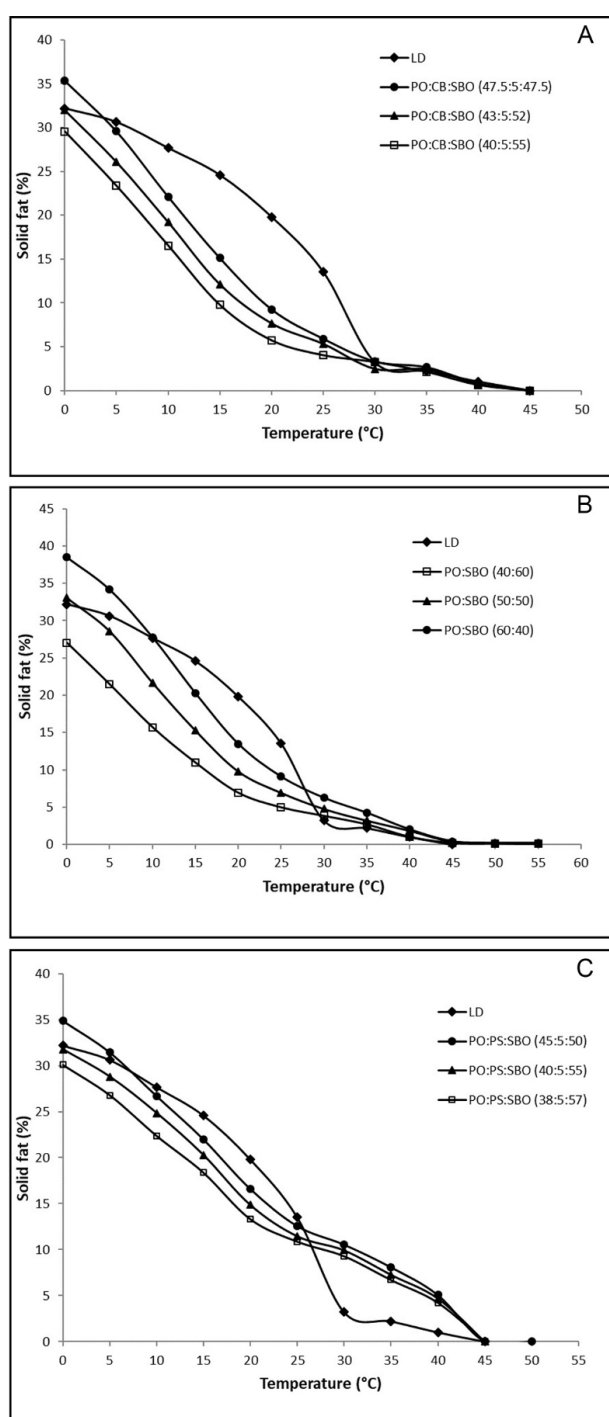 A
LD
PO:CB:SBO (47.5:5:47.5)
PO:CB:SBO (43:5:52)
PO:CB:SBO (40:5:55)
Solid fat (%)
40
35
30
25
20
15
10
5
0
0 5 10 15 20 25 30 35 40 45 50
Temperature (°C)
B
LD
PO:SBO (40:60)
PO:SBO (50:50)
PO:SBO (60:40)
Solid fat (%)
45
40
35
30
25
20
15
10
5
0
0 5 10 15 20 25 30 35 40 45 50 55 60
Temperature (°C)
C
LD
PO:PS:SBO (45:5:50)
PO:PS:SBO (40:5:55)
PO:PS:SBO (38:5:57)
Solid fat (%)
40
35
30
25
20
15
10
5
0
0 5 10 15 20 25 30 35 40 45 50 55
Temperature (°C)